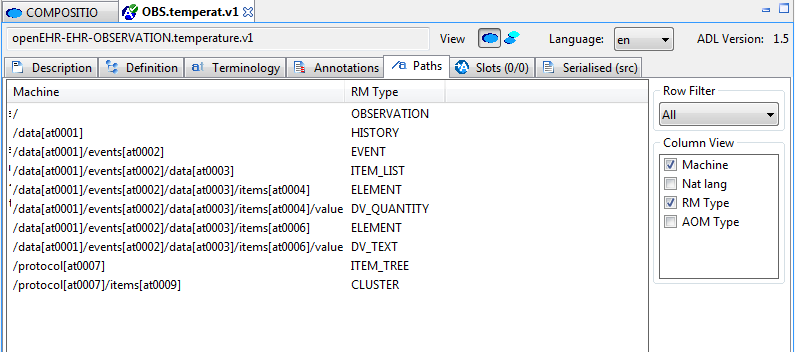 COMPOSITIO OBS.temperat.v1
openEHR-EHR-OBSERVATION.temperature.v1 View Language: en ADL Version: 1.5
Description Definition Terminology Annotations Paths Slots (0/0) Serialised (src)
Machine RM Type
/ OBSERVATION
/data[at0001] HISTORY
/data[at0001]/events[at0002] EVENT
/data[at0001]/events[at0002]/data[at0003] ITEM_LIST
/data[at0001]/events[at0002]/data[at0003]/items[at0004] ELEMENT
/data[at0001]/events[at0002]/data[at0003]/items[at0004]/value DV_QUANTITY
/data[at0001]/events[at0002]/data[at0003]/items[at0006] ELEMENT
/data[at0001]/events[at0002]/data[at0003]/items[at0006]/value DV_TEXT
/protocol[at0007] ITEM_TREE
/protocol[at0007]/items[at0009] CLUSTER
Row Filter
All
Column View
Machine
Nat lang
RM Type
AOM Type